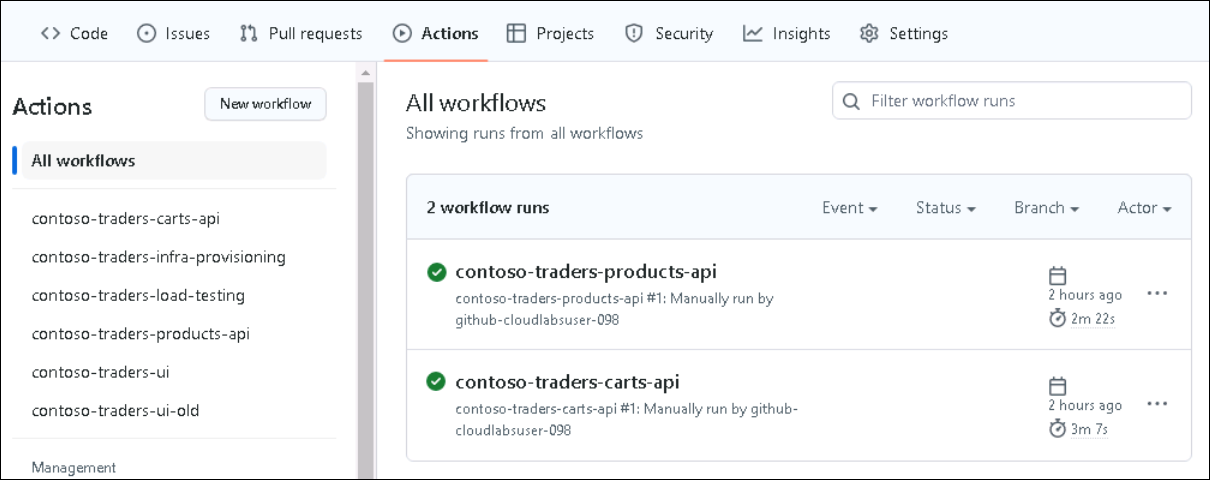 Code Issues Pull requests Actions Projects Security Insights Settings
Actions
New workflow
All workflows
contoso-traders-carts-api
contoso-traders-infra-provisioning
contoso-traders-load-testing
contoso-traders-products-api
contoso-traders-ui
contoso-traders-ui-old
Management
All workflows
Showing runs from all workflows
Filter workflow runs
2 workflow runs Event Status Branch Actor
contoso-traders-products-api
contoso-traders-products-api #1: Manually run by
github-cloudlabsuser-098
2 hours ago
2m 22s
contoso-traders-carts-api
contoso-traders-carts-api #1: Manually run by github-
cloudlabsuser-098
2 hours ago
3m 7s